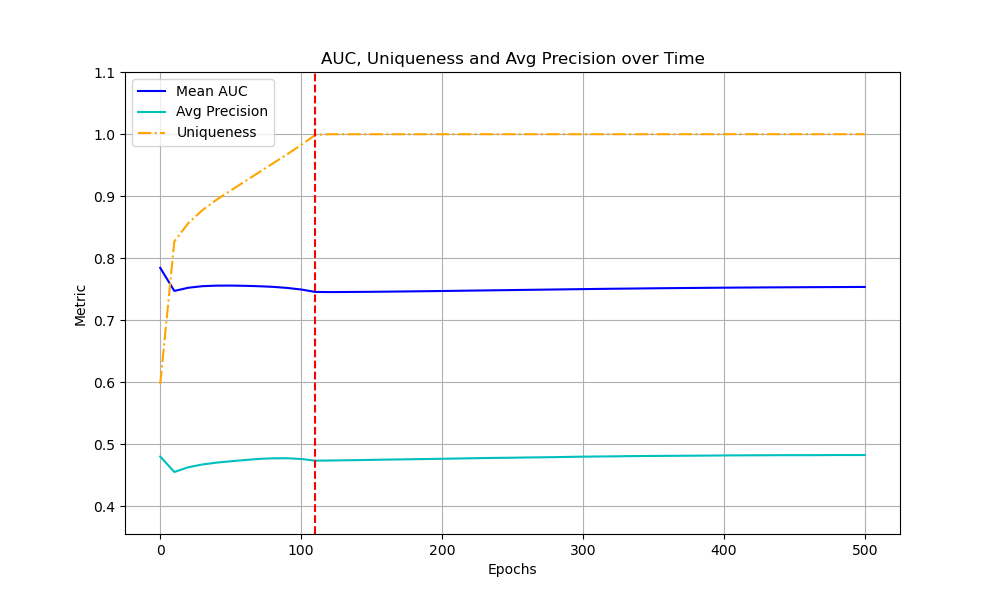 AUC, Uniqueness and Avg Precision over Time
Mean AUC
Avg Precision
Uniqueness
Metric
1.1
1.0
0.9
0.8
0.7
0.6
0.5
0.4
0
100
200
300
400
500
Epochs